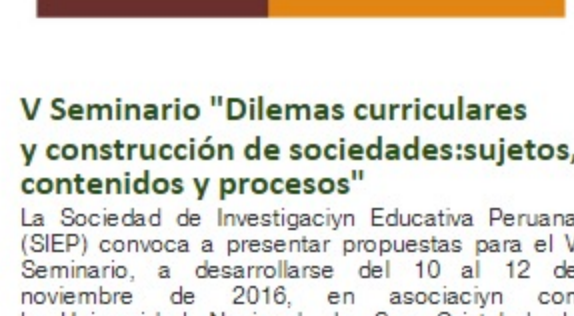 V Seminario "Dilemas curriculares
y construcción de sociedades:sujetos,
contenidos y procesos"
La Sociedad de Investigaciyn Educativa Peruana
(SIEP) convoca a presentar propuestas para el V
Seminario, a desarrollarse del 10 al 12 de
noviembre de 2016, en asociaciyn con